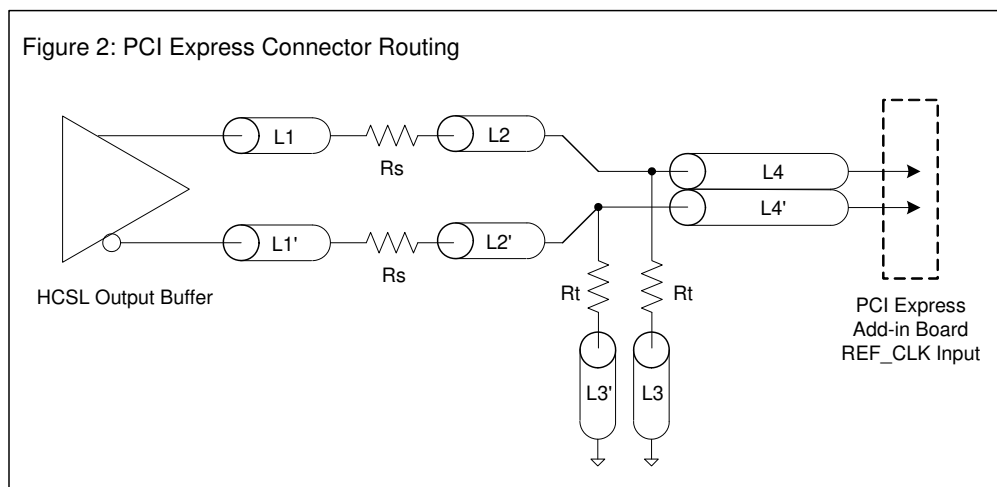 Figure 2: PCI Express Connector Routing
L1
Rs
L2
L4
L4'
L1'
Rs
L2'
HCSL Output Buffer
Rt
Rt
L3'
L3
PCI Express
Add-in Board
REF_CLK Input